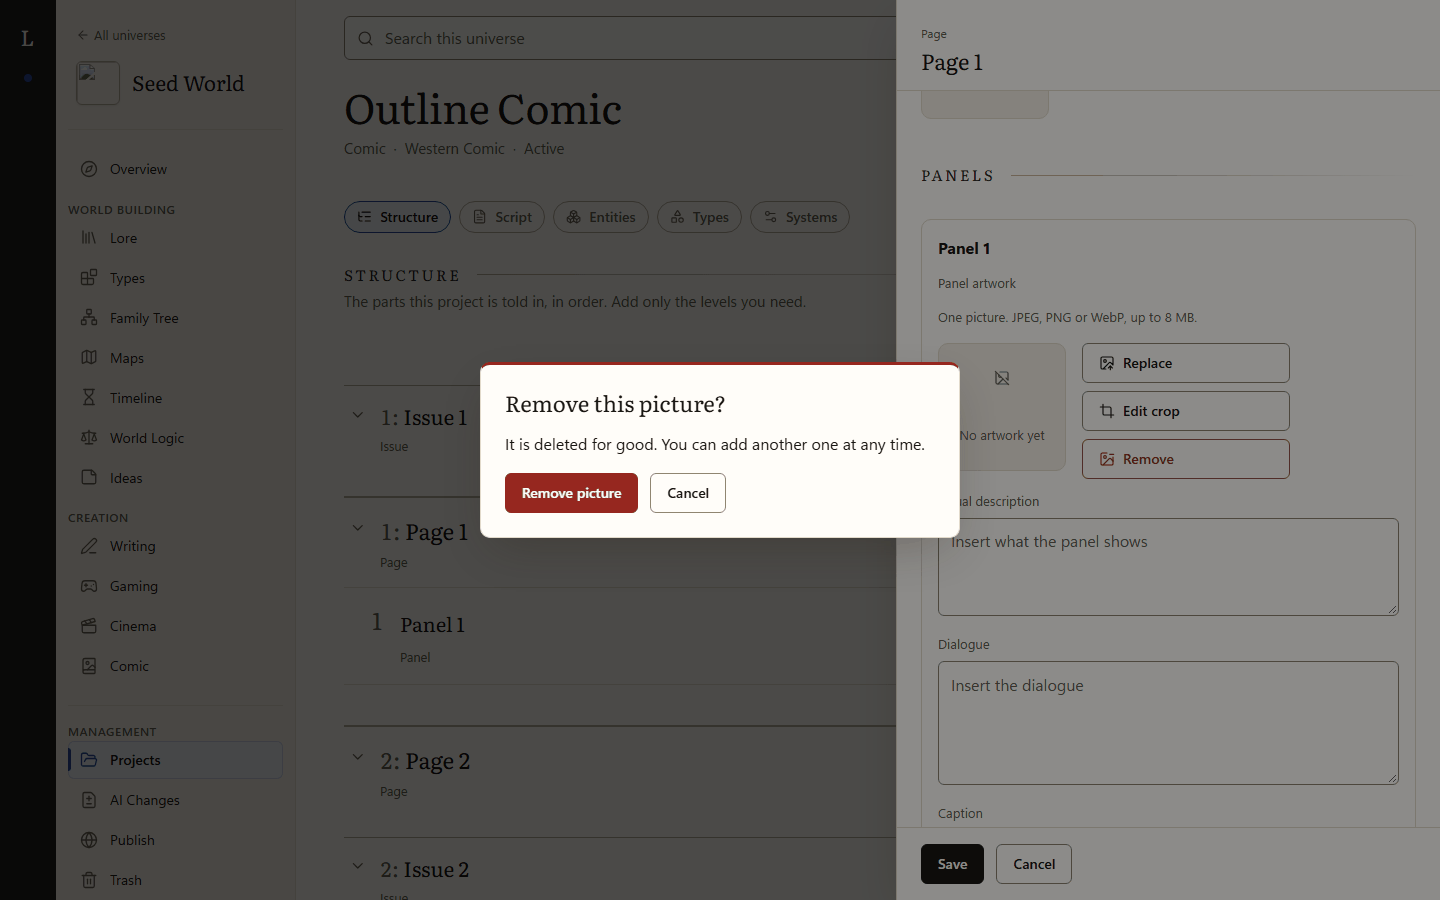 L
All universes
Seed World
Overview
WORLD BUILDING
Lore
Types
Family Tree
Maps
Timeline
World Logic
Ideas
CREATION
Writing
Gaming
Cinema
Comic
MANAGEMENT
Projects
AI Changes
Publish
Trash
Search this universe
Outline Comic
Comic · Western Comic · Active
Structure
Script
Entities
Types
Systems
STRUCTURE
The parts this project is told in, in order. Add only the levels you need.
1: Issue 1
Issue
1: Page 1
Page
1 Panel 1
Panel
2: Page 2
Page
2: Issue 2
Issue
Remove this picture?
It is deleted for good. You can add another one at any time.
Remove picture
Cancel
Page
Page 1
PANELS
Panel 1
Panel artwork
One picture. JPEG, PNG or WebP, up to 8 MB.
No artwork yet
Replace
Edit crop
Remove
description
Insert what the panel shows
Dialogue
Insert the dialogue
Caption
Save
Cancel